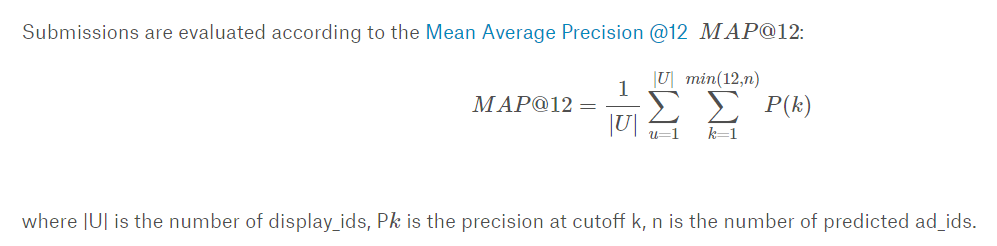 Submissions are evaluated according to the Mean Average Precision @12 MAP@12:
MAP@12 = \frac{1}{|U|} \sum_{u=1}^{|U|} \sum_{k=1}^{min(12,n)} P(k)
where |U| is the number of display_ids, Pk is the precision at cutoff k, n is the number of predicted ad_ids.